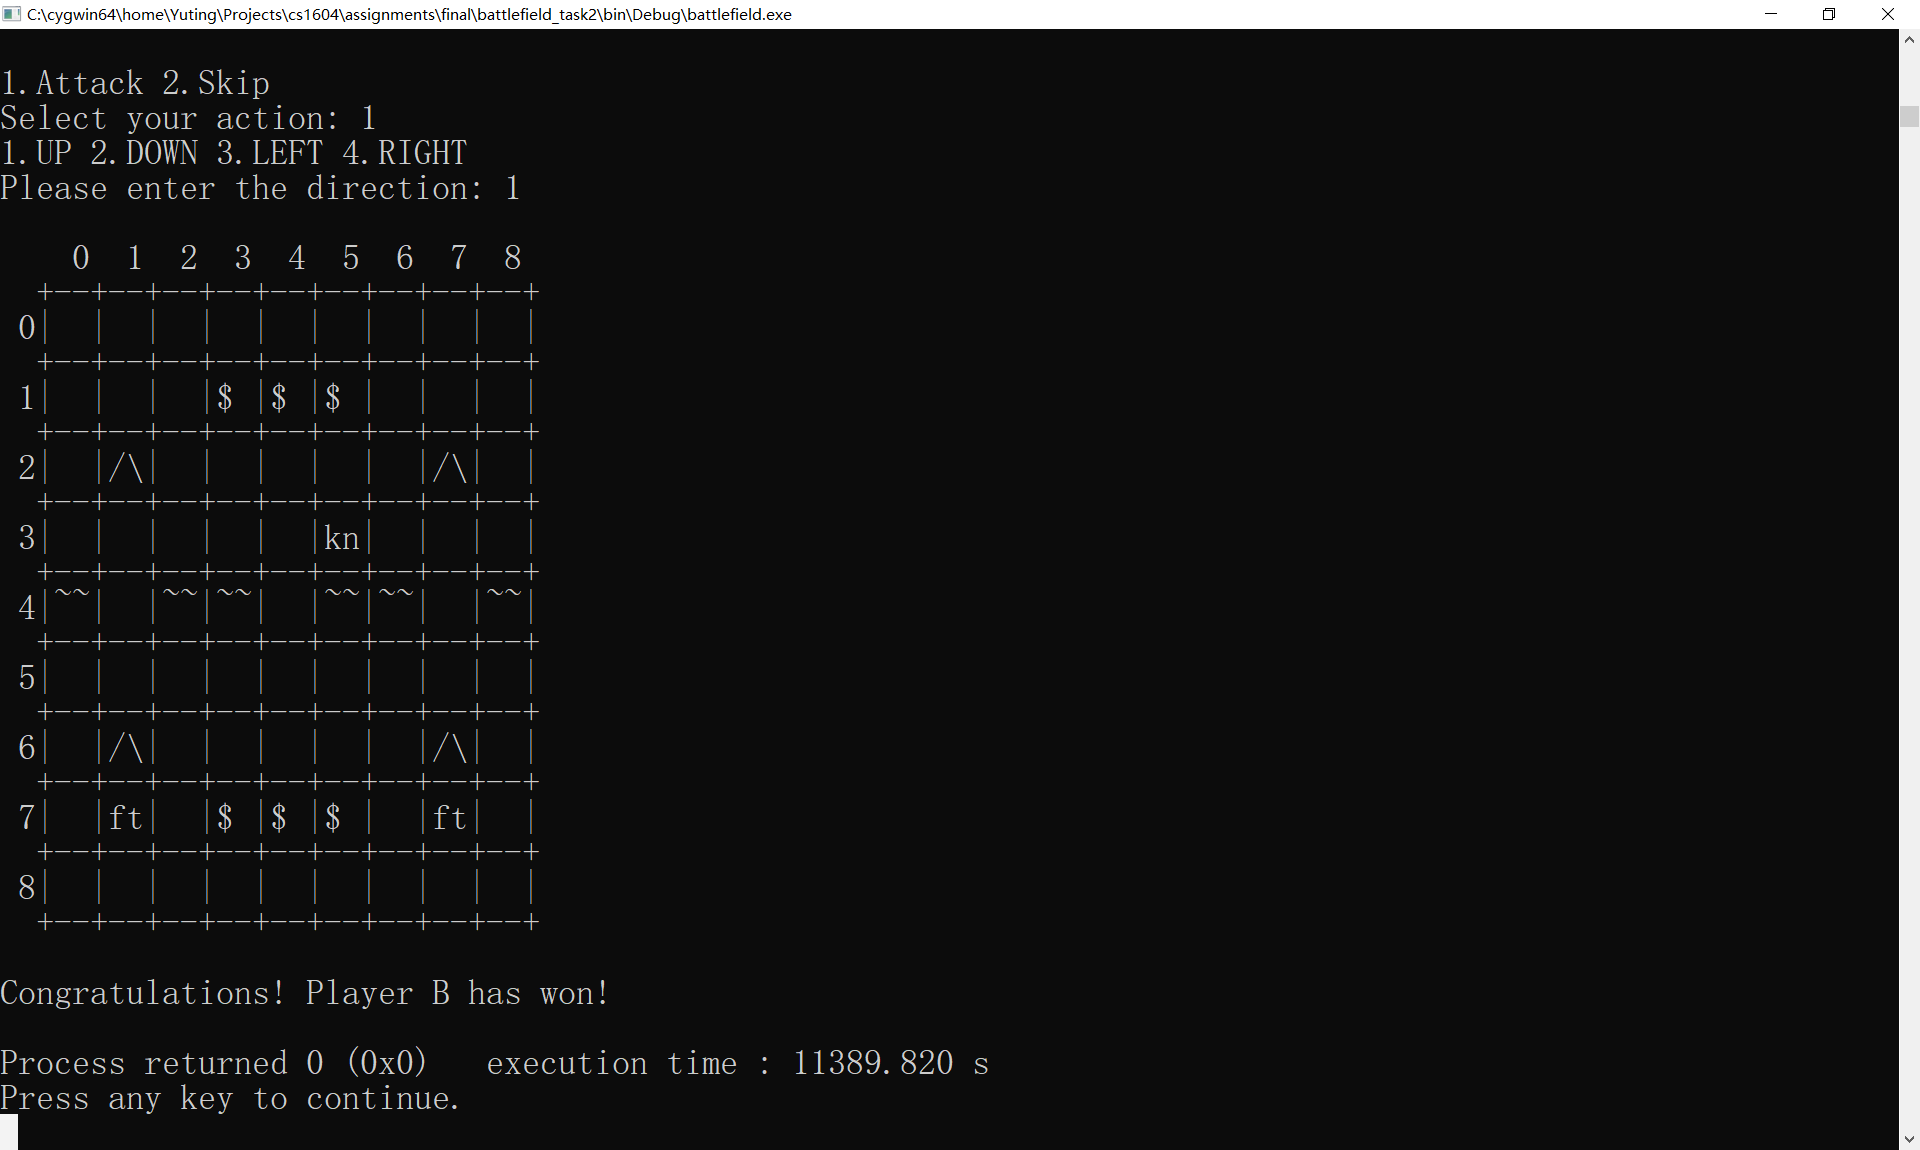 C:\cygwin64\home\Yuting\Projects\cs1604\assignments\final\battlefield_task2\bin\Debug\battlefield.exe
1.Attack 2.Skip
Select your action: 1
1.UP 2.DOWN 3.LEFT 4.RIGHT
Please enter the direction: 1
    0  1  2  3  4  5  6  7  8
  +--+--+--+--+--+--+--+--+--+
 0|  |  |  |  |  |  |  |  |  |
  +--+--+--+--+--+--+--+--+--+
 1|  |  |  |$ |$ |$ |  |  |  |
  +--+--+--+--+--+--+--+--+--+
 2|  |/\|  |  |  |  |  |/\|  |
  +--+--+--+--+--+--+--+--+--+
 3|  |  |  |  |  |kn|  |  |  |
  +--+--+--+--+--+--+--+--+--+
 4|~~|  |~~|~~|  |~~|~~|  |~~|
  +--+--+--+--+--+--+--+--+--+
 5|  |  |  |  |  |  |  |  |  |
  +--+--+--+--+--+--+--+--+--+
 6|  |/\|  |  |  |  |  |/\|  |
  +--+--+--+--+--+--+--+--+--+
 7|  |ft|  |$ |$ |$ |  |ft|  |
  +--+--+--+--+--+--+--+--+--+
 8|  |  |  |  |  |  |  |  |  |
  +--+--+--+--+--+--+--+--+--+
Congratulations! Player B has won!
Process returned 0 (0x0)   execution time : 11389.820 s
Press any key to continue.